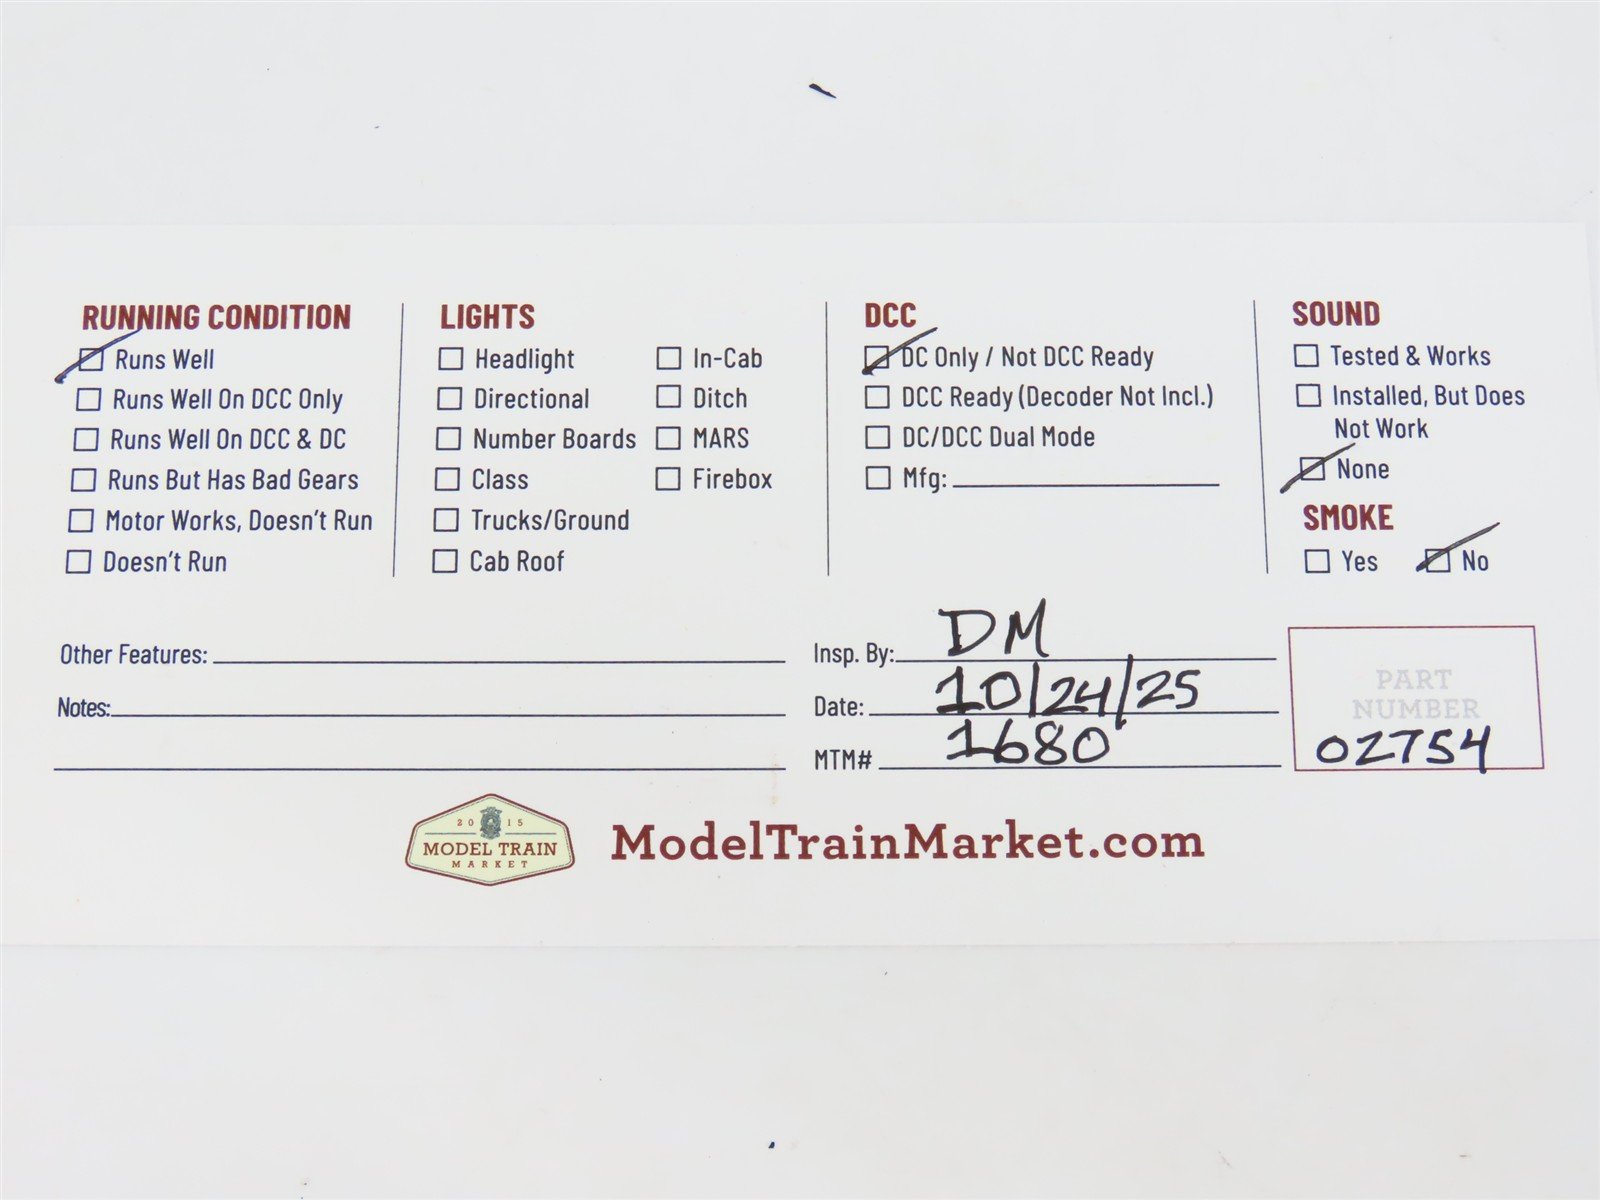 RUNNING CONDITION
Runs Well
Runs Well On DCC Only
Runs Well On DCC & DC
Runs But Has Bad Gears
Motor Works, Doesn't Run
Doesn't Run
LIGHTS
Headlight
Directional
Number Boards
Class
Trucks/Ground
Cab Roof
In-Cab
Ditch
MARS
Firebox
DCC
DC Only / Not DCC Ready
DCC Ready (Decoder Not Incl.)
DC/DCC Dual Mode
Mfg:
SOUND
Tested & Works
Installed, But Does
Not Work
None
SMOKE
Yes No
Other Features:
Notes:
Insp. By: DM
Date: 10/24/25
MTM# 1680
PART
NUMBER
02754
2015
MODEL TRAIN
MARKET
ModelTrainMarket.com